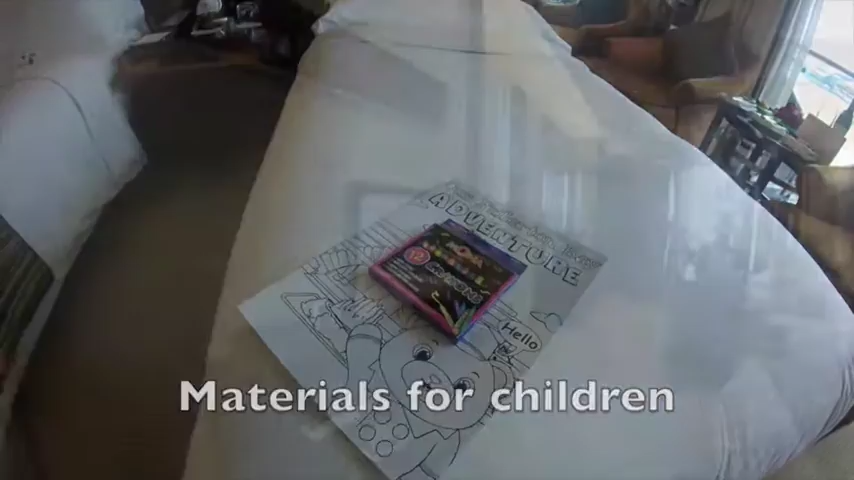 ADVENTURE
12
CRAYONS
Hello
Materials for children